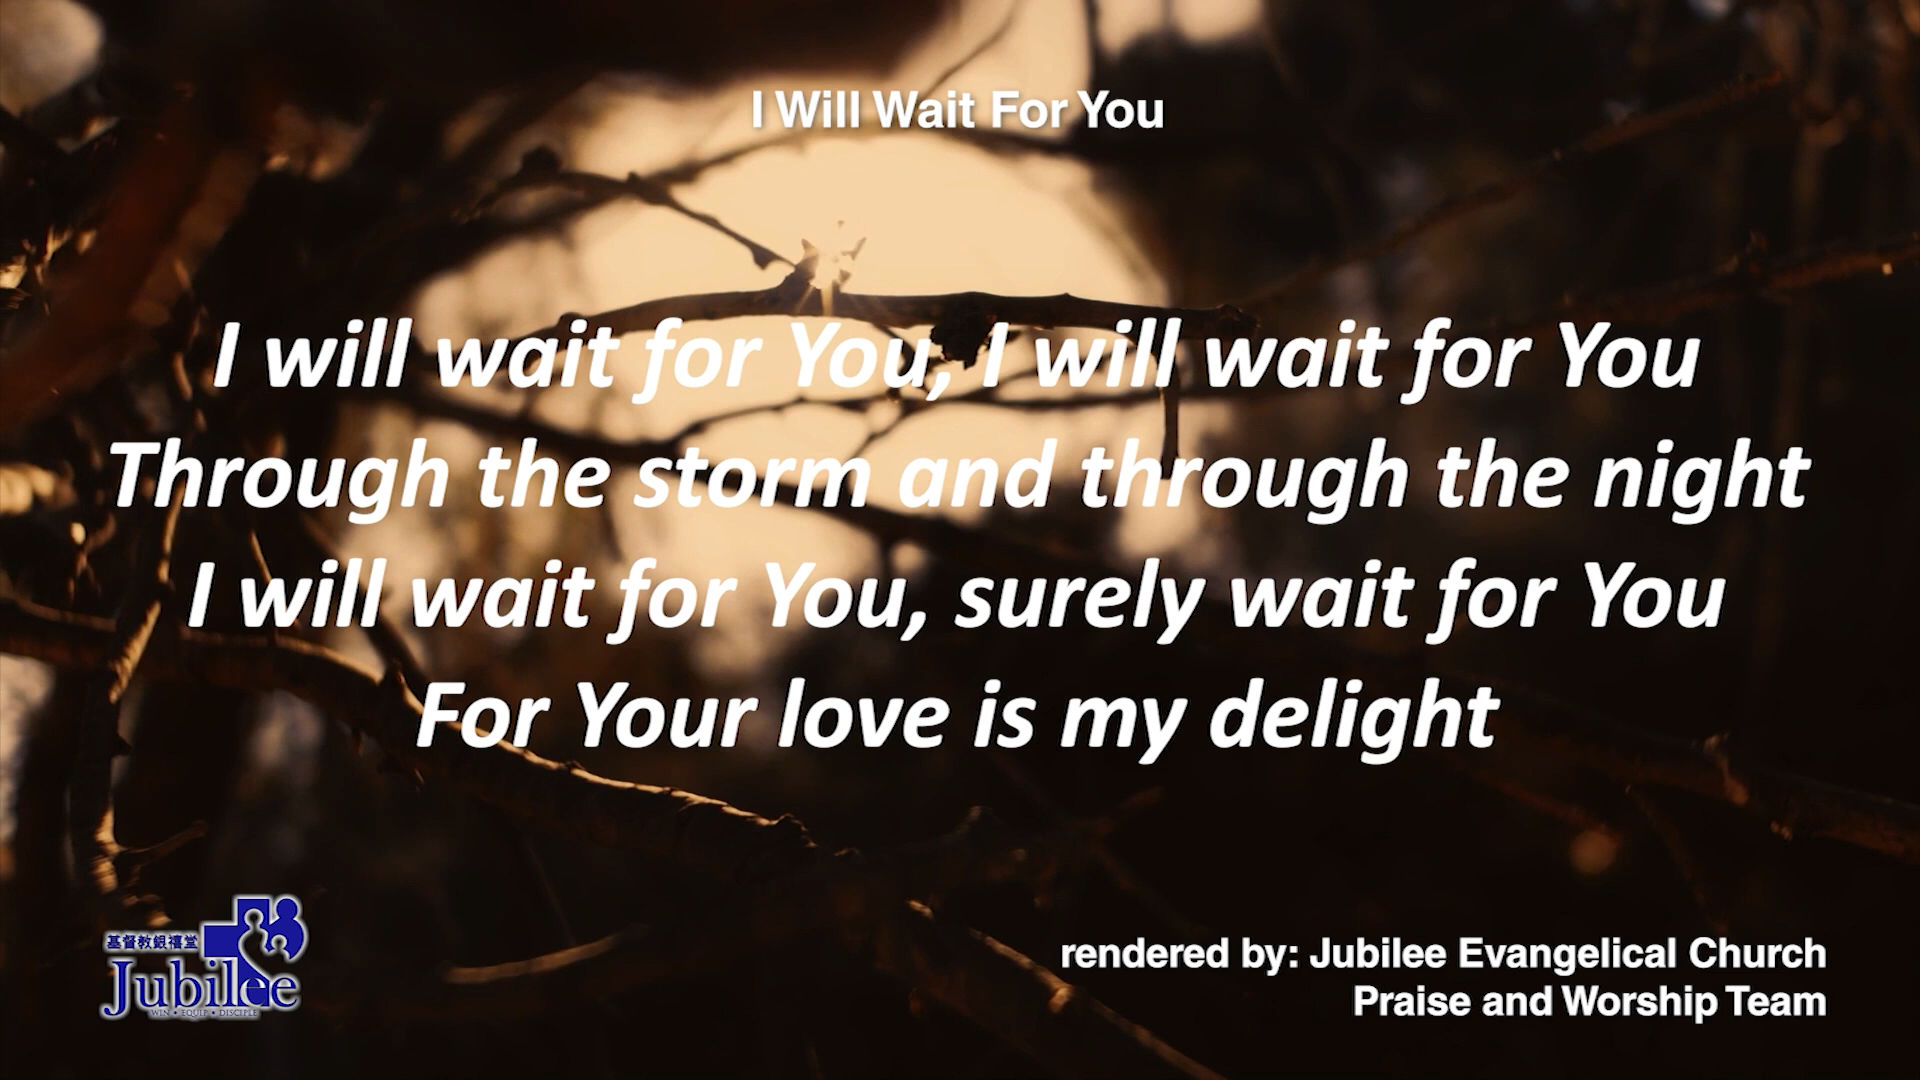 I Will Wait For You
I will wait for You, I will wait for You
Through the storm and through the night
I will wait for You, surely wait for You
For Your love is my delight
基督教銀禧堂
Jubilee
WIN • EQUIP • DISCIPLE
rendered by: Jubilee Evangelical Church
Praise and Worship Team